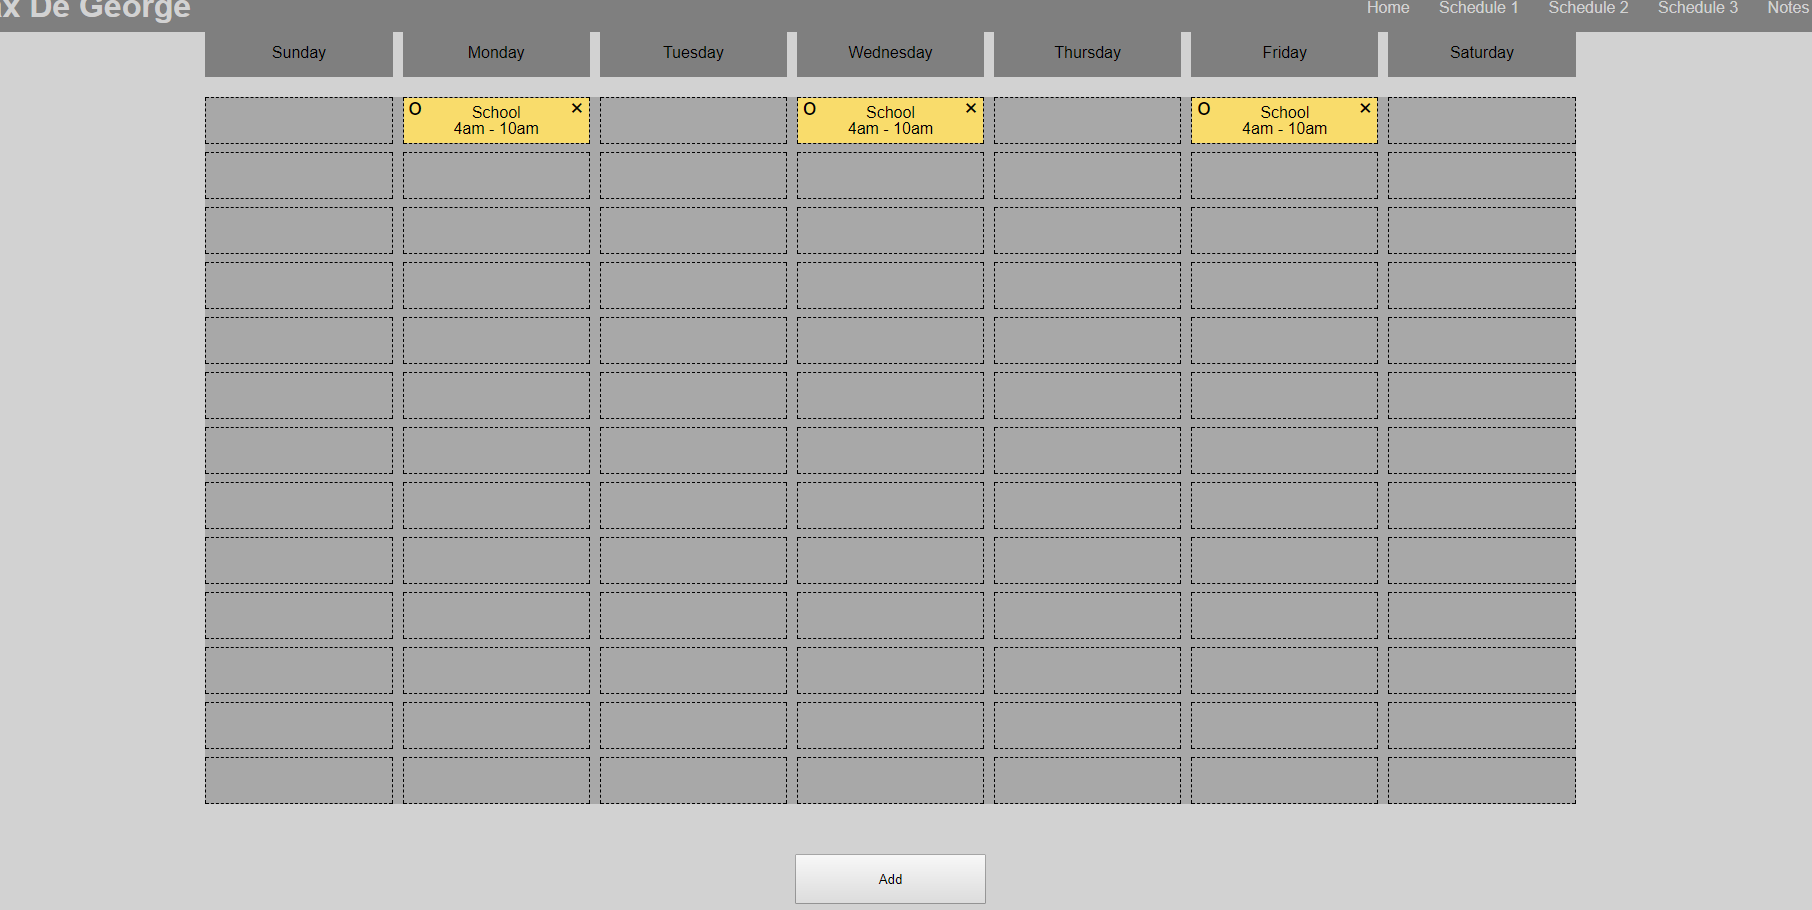 De George
Home Schedule 1 Schedule 2 Schedule 3 Notes
Sunday Monday Tuesday Wednesday Thursday Friday Saturday
O School × O School × O School ×
4am - 10am 4am - 10am 4am - 10am
Add